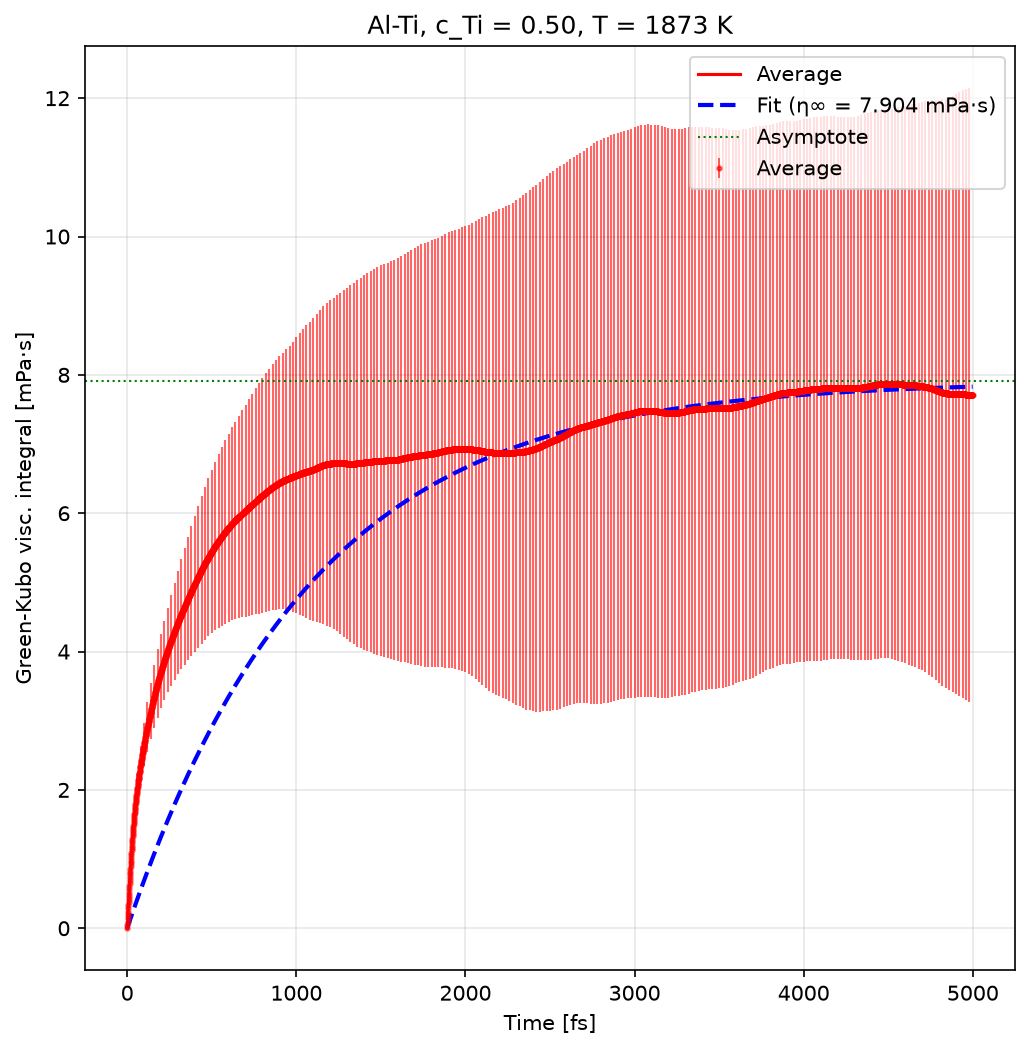 Al-Ti, c_Ti = 0.50, T = 1873 K
Average
Fit (η∞ = 7.904 mPa·s)
Asymptote
Average
Green-Kubo visc. integral [mPa·s]
12
10
8
6
4
2
0
0 1000 2000 3000 4000 5000
Time [fs]